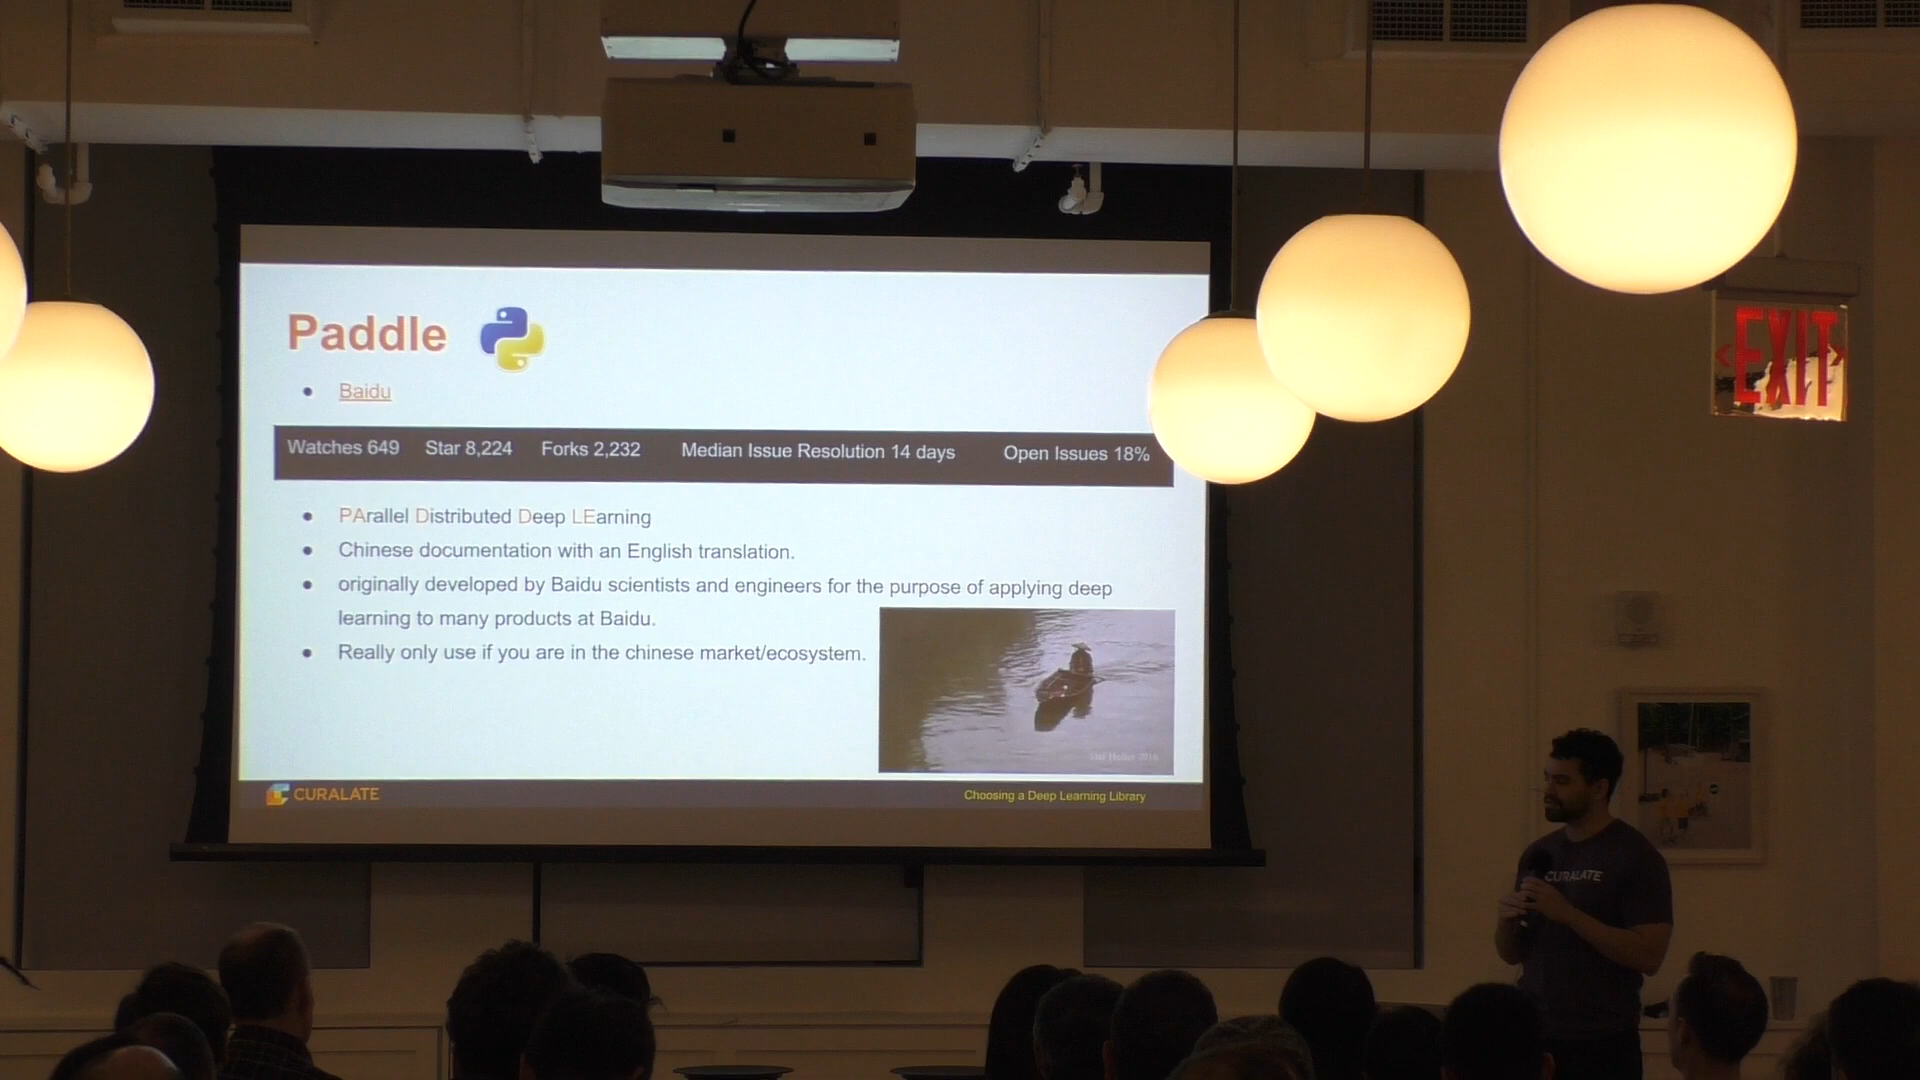 Paddle
Baidu
Watches 649 Star 8,224 Forks 2,232 Median Issue Resolution 14 days Open Issues 18%
PArallel Distributed Deep LEarning
Chinese documentation with an English translation.
originally developed by Baidu scientists and engineers for the purpose of applying deep
learning to many products at Baidu.
Really only use if you are in the chinese market/ecosystem.
CURALATE
Choosing a Deep Learning Library
EXIT
CURALATE